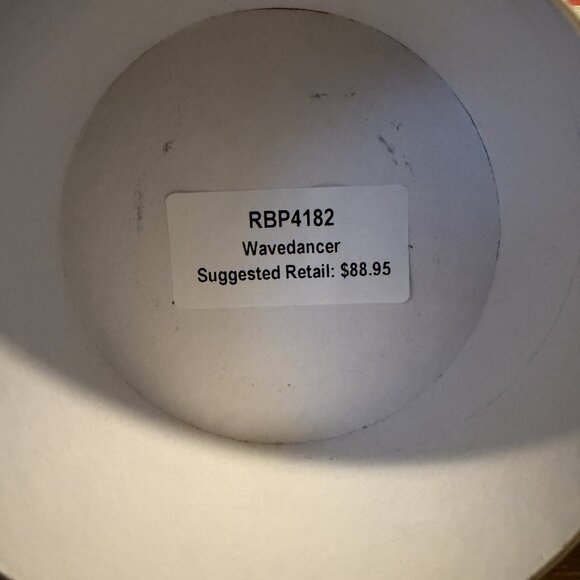 RBP4182
Wavedancer
Suggested Retail: $88.95